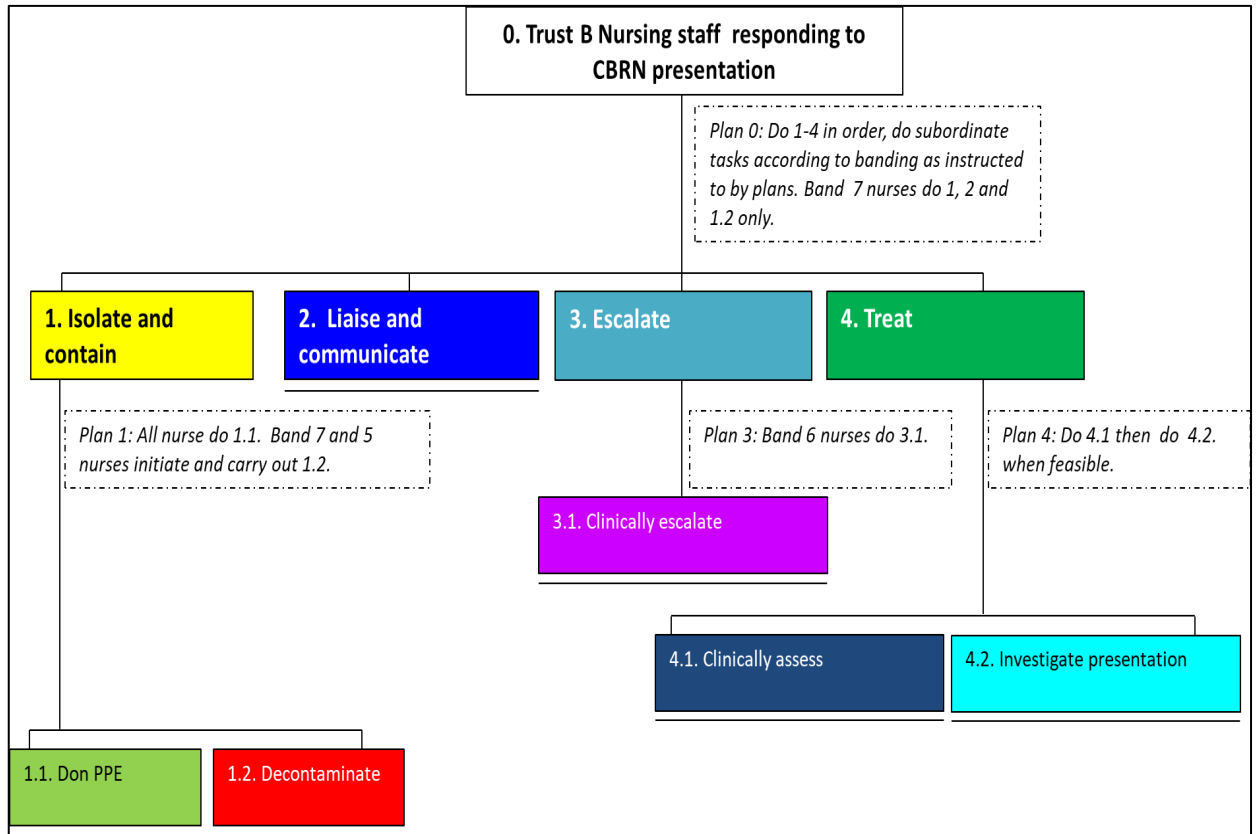 0. Trust B Nursing staff responding to
CBRN presentation
Plan 0: Do 1-4 in order, do subordinate
tasks according to banding as instructed
to by plans. Band 7 nurses do 1, 2 and
1.2 only.
1. Isolate and
contain
2. Liaise and
communicate
3. Escalate
4. Treat
Plan 1: All nurse do 1.1. Band 7 and 5
nurses initiate and carry out 1.2.
Plan 3: Band 6 nurses do 3.1.
Plan 4: Do 4.1 then do 4.2.
when feasible.
3.1. Clinically escalate
4.1. Clinically assess
4.2. Investigate presentation
1.1. Don PPE
1.2. Decontaminate